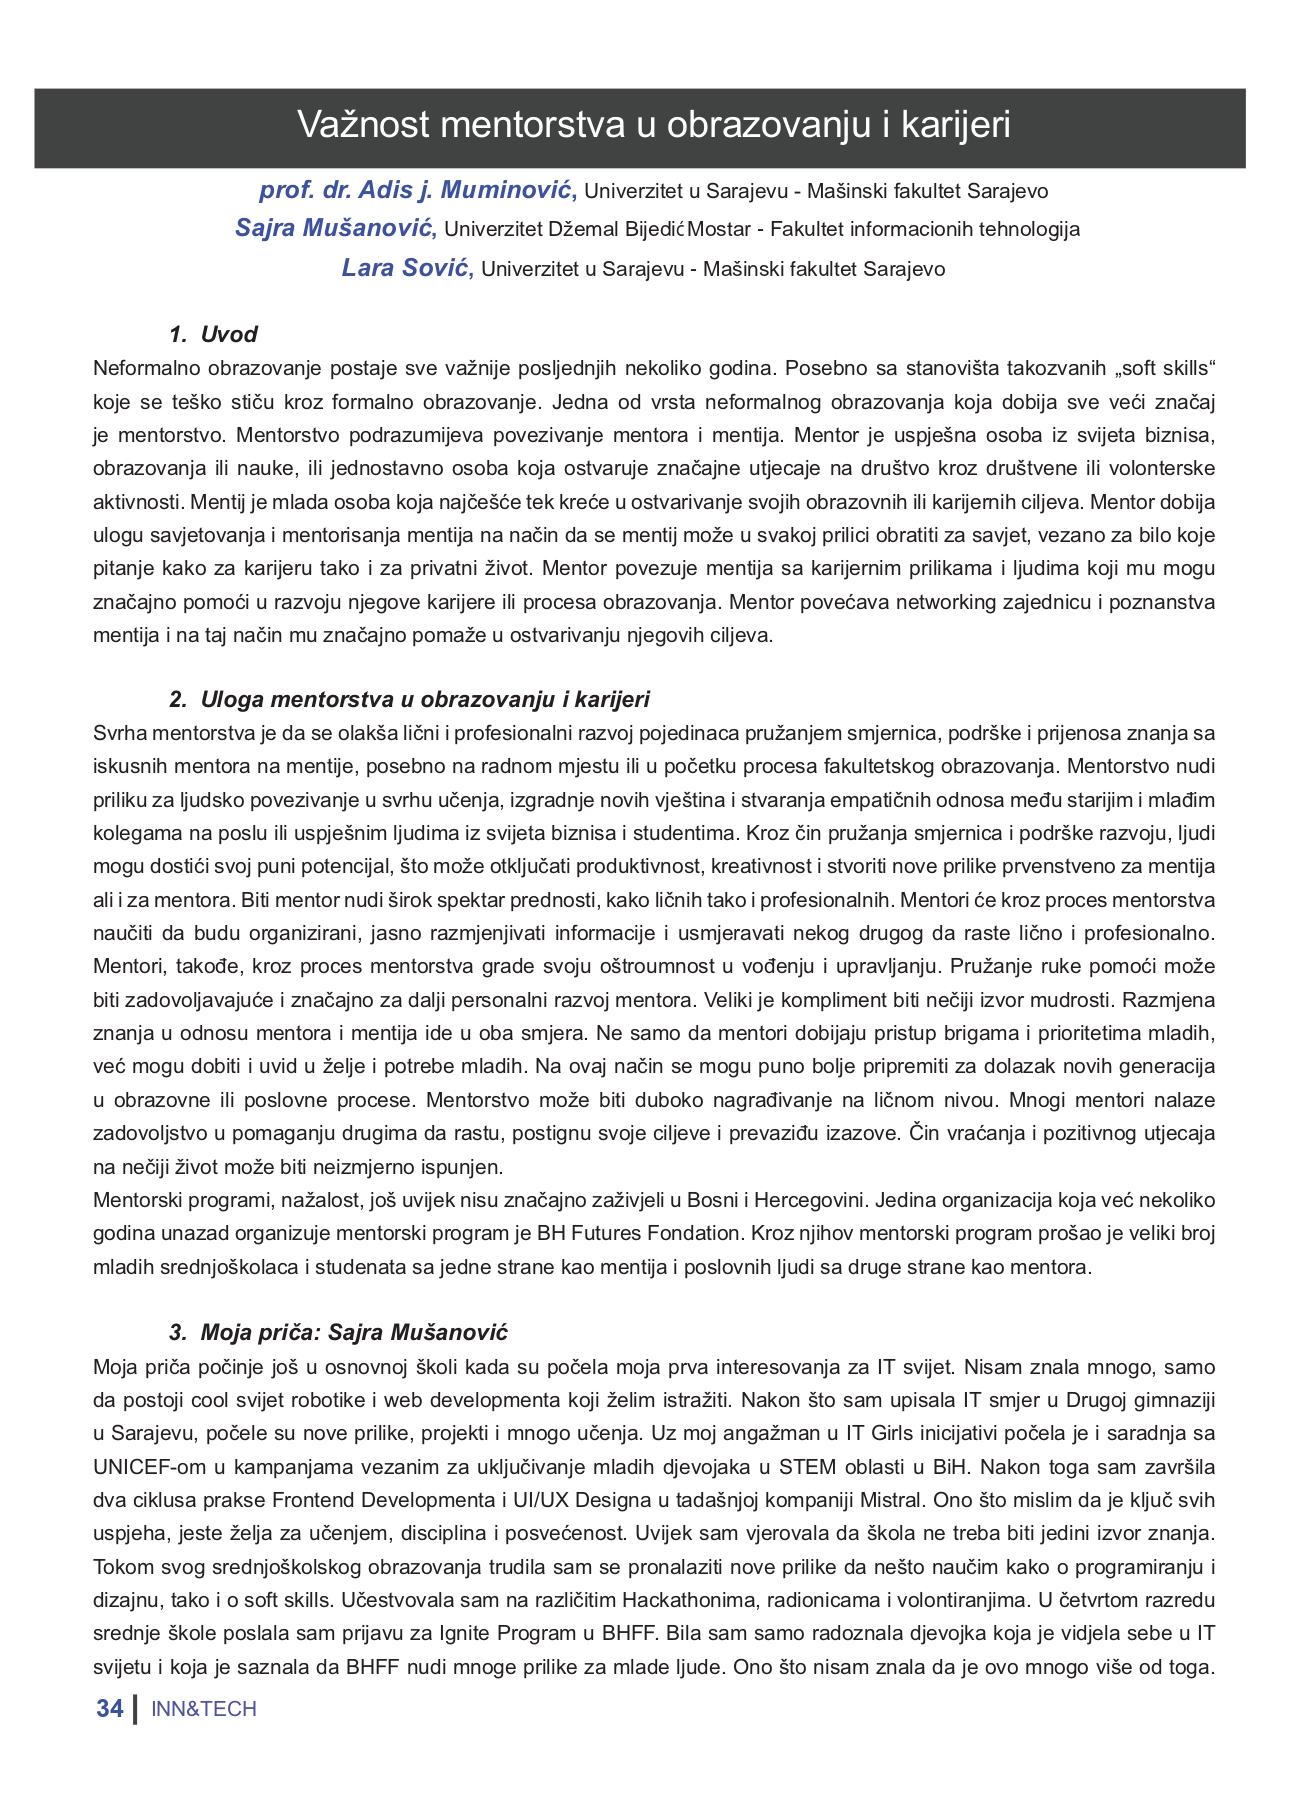 Važnost mentorstva u obrazovanju i karijeri
prof. dr. Adis j. Muminović, Univerzitet u Sarajevu - Mašinski fakultet Sarajevo
Sajra Mušanović, Univerzitet Džemal Bijedić Mostar - Fakultet informacionih tehnologija
Lara Sović, Univerzitet u Sarajevu - Mašinski fakultet Sarajevo
1. Uvod
Neformalno obrazovanje postaje sve važnije posljednjih nekoliko godina. Posebno sa stanovišta takozvanih „soft skills“
koje se teško stiču kroz formalno obrazovanje. Jedna od vrsta neformalnog obrazovanja koja dobija sve veći značaj
je mentorstvo. Mentorstvo podrazumijeva povezivanje mentora i mentija. Mentor je uspješna osoba iz svijeta biznisa,
obrazovanja ili nauke, ili jednostavno osoba koja ostvaruje značajne utjecaje na društvo kroz društvene ili volonterske
aktivnosti. Mentij je mlada osoba koja najčešće tek kreće u ostvarivanje svojih obrazovnih ili karijernih ciljeva. Mentor dobija
ulogu savjetovanja i mentorisanja mentija na način da se mentij može u svakoj prilici obratiti za savjet, vezano za bilo koje
pitanje kako za karijeru tako i za privatni život. Mentor povezuje mentija sa karijernim prilikama i ljudima koji mu mogu
značajno pomoći u razvoju njegove karijere ili procesa obrazovanja. Mentor povećava networking zajednicu i poznanstva
mentija i na taj način mu značajno pomaže u ostvarivanju njegovih ciljeva.
2. Uloga mentorstva u obrazovanju i karijeri
Svrha mentorstva je da se olakša lični i profesionalni razvoj pojedinaca pružanjem smjernica, podrške i prijenosa znanja sa
iskusnih mentora na mentije, posebno na radnom mjestu ili u početku procesa fakultetskog obrazovanja. Mentorstvo nudi
priliku za ljudsko povezivanje u svrhu učenja, izgradnje novih vještina i stvaranja empatičnih odnosa među starijim i mlađim
kolegama na poslu ili uspješnim ljudima iz svijeta biznisa i studentima. Kroz čin pružanja smjernica i podrške razvoju, ljudi
mogu dostići svoj puni potencijal, što može otključati produktivnost, kreativnost i stvoriti nove prilike prvenstveno za mentija
ali i za mentora. Biti mentor nudi širok spektar prednosti, kako ličnih tako i profesionalnih. Mentori će kroz proces mentorstva
naučiti da budu organizirani, jasno razmjenjivati informacije i usmjeravati nekog drugog da raste lično i profesionalno.
Mentori, takođe, kroz proces mentorstva grade svoju oštroumnost u vođenju i upravljanju. Pružanje ruke pomoći može
biti zadovoljavajuće i značajno za dalji personalni razvoj mentora. Veliki je kompliment biti nečiji izvor mudrosti. Razmjena
znanja u odnosu mentora i mentija ide u oba smjera. Ne samo da mentori dobijaju pristup brigama i prioritetima mladih,
već mogu dobiti i uvid u želje i potrebe mladih. Na ovaj način se mogu puno bolje pripremiti za dolazak novih generacija
u obrazovne ili poslovne procese. Mentorstvo može biti duboko nagrađivanje na ličnom nivou. Mnogi mentori nalaze
zadovoljstvo u pomaganju drugima da rastu, postignu svoje ciljeve i prevaziđu izazove. Čin vraćanja i pozitivnog utjecaja
na nečiji život može biti neizmjerno ispunjen.
Mentorski programi, nažalost, još uvijek nisu značajno zaživjeli u Bosni i Hercegovini. Jedina organizacija koja već nekoliko
godina unazad organizuje mentorski program je BH Futures Fondation. Kroz njihov mentorski program prošao je veliki broj
mladih srednjoškolaca i studenata sa jedne strane kao mentija i poslovnih ljudi sa druge strane kao mentora.
3. Moja priča: Sajra Mušanović
Moja priča počinje još u osnovnoj školi kada su počela moja prva interesovanja za IT svijet. Nisam znala mnogo, samo
da postoji cool svijet robotike i web developmenta koji želim istražiti. Nakon što sam upisala IT smjer u Drugoj gimnaziji
u Sarajevu, počele su nove prilike, projekti i mnogo učenja. Uz moj angažman u IT Girls inicijativi počela je i saradnja sa
UNICEF-om u kampanjama vezanim za uključivanje mladih djevojaka u STEM oblasti u BiH. Nakon toga sam završila
dva ciklusa prakse Frontend Developmenta i UI/UX Designa u tadašnjoj kompaniji Mistral. Ono što mislim da je ključ svih
uspjeha, jeste želja za učenjem, disciplina i posvećenost. Uvijek sam vjerovala da škola ne treba biti jedini izvor znanja.
Tokom svog srednjoškolskog obrazovanja trudila sam se pronalaziti nove prilike da nešto naučim kako o programiranju i
dizajnu, tako i o soft skills. Učestvovala sam na različitim Hackathonima, radionicama i volontiranjima. U četvrtom razredu
srednje škole poslala sam prijavu za Ignite Program u BHFF. Bila sam samo radoznala djevojka koja je vidjela sebe u IT
svijetu i koja je saznala da BHFF nudi mnoge prilike za mlade ljude. Ono što nisam znala da je ovo mnogo više od toga.
34 INN&TECH